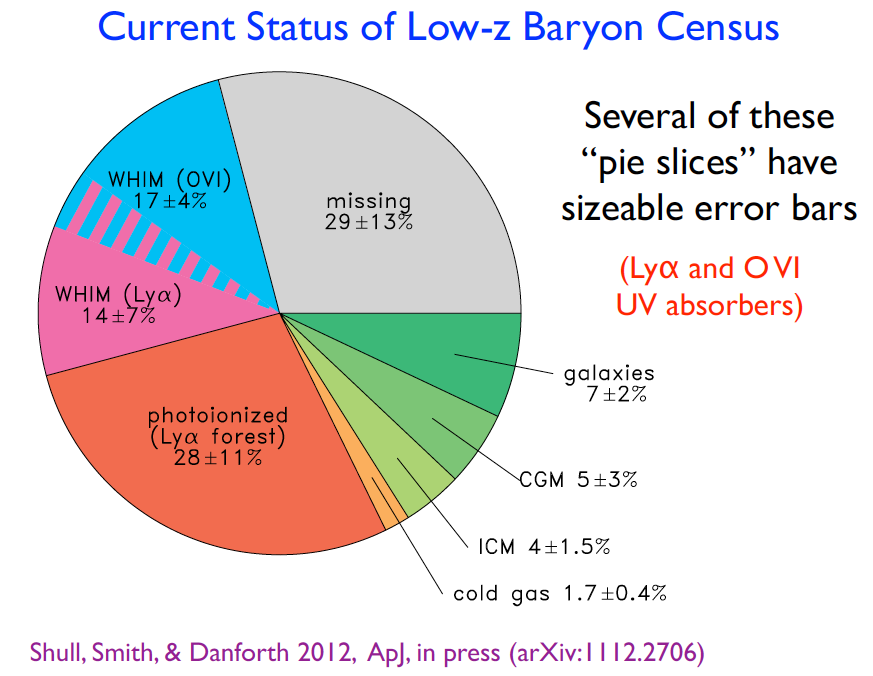 Current Status of Low-z Baryon Census
Several of these
“pie slices” have
sizeable error bars
(Lyα and O VI
UV absorbers)
missing
29±13%
WHIM (OVI)
17±4%
WHIM (Lyα)
14±7%
photoionized
(Lyα forest)
28±11%
galaxies
7±2%
CGM 5±3%
ICM 4±1.5%
cold gas 1.7±0.4%
Shull, Smith, & Danforth 2012, ApJ, in press (arXiv:1112.2706)